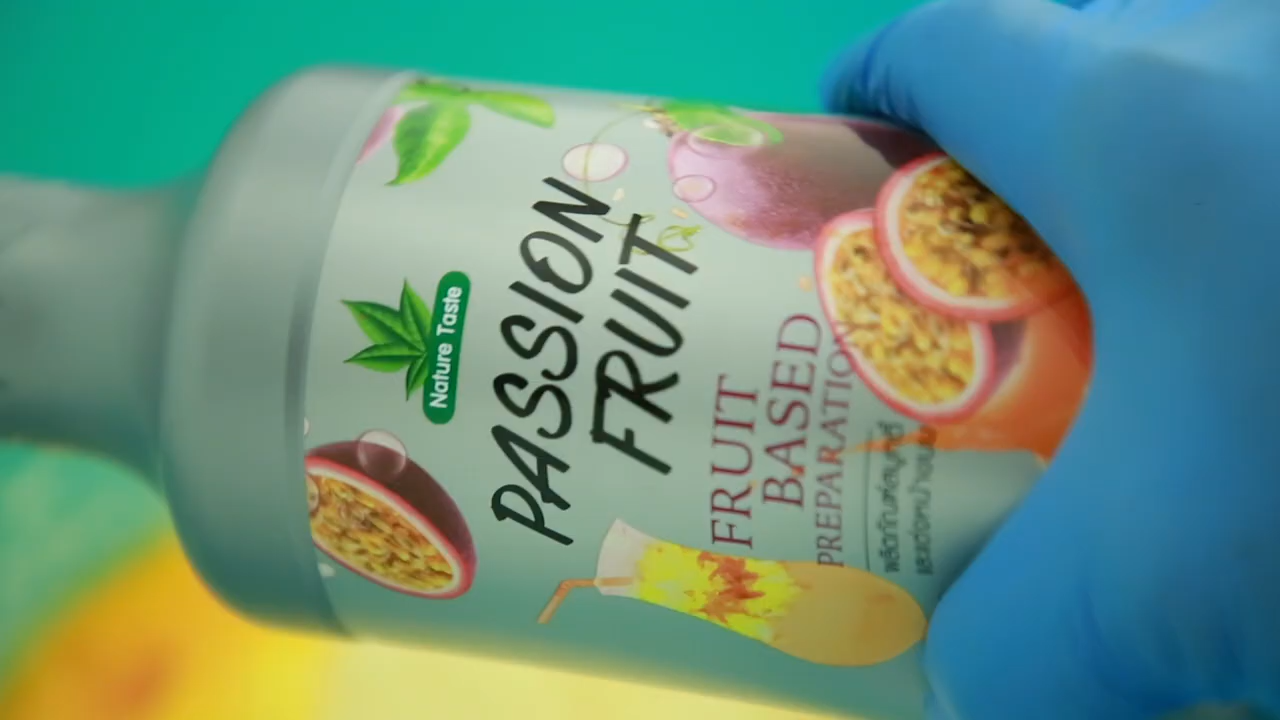 Nature Taste
PASSION
FRUIT
FRUIT
BASED
PREPARATION